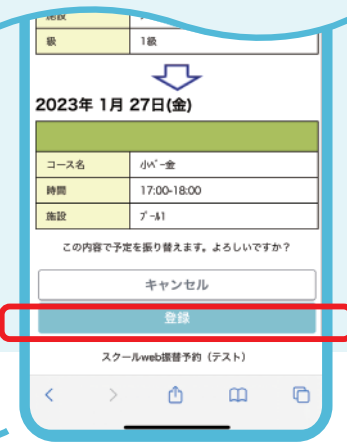 級 1級
2023年 1月 27日(金)
コース名 小ﾊﾞｰ金
時間 17:00-18:00
施設 ﾌﾟｰﾙ1
この内容で予定を振り替えます。よろしいですか？
キャンセル
登録
スクールweb振替予約（テスト）